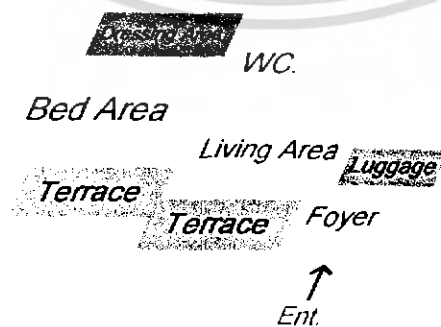 Dressing Area
WC.
Bed Area
Living Area
Luggage
Terrace
Terrace
Foyer
Ent.